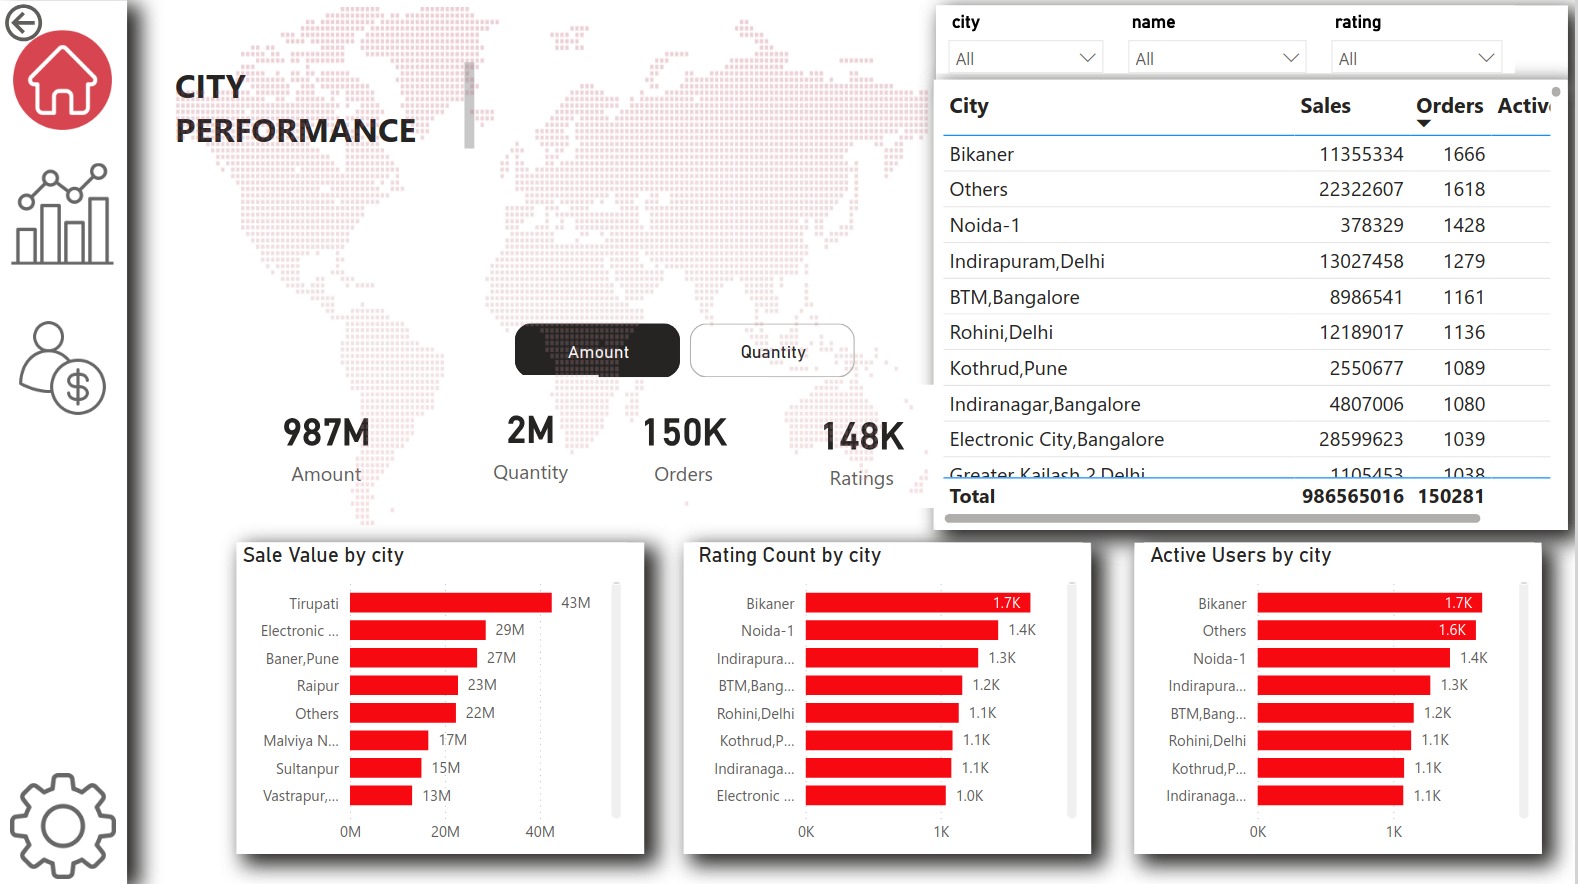 CITY
PERFORMANCE
city name rating
All All All
City Sales Orders Active
Bikaner 11355334 1666
Others 22322607 1618
Noida-1 378329 1428
Indirapuram,Delhi 13027458 1279
BTM,Bangalore 8986541 1161
Rohini,Delhi 12189017 1136
Kothrud,Pune 2550677 1089
Indiranagar,Bangalore 4807006 1080
Electronic City,Bangalore 28599623 1039
Greater Kailash 2,Delhi 1105453 1038
Total 986565016 150281
Amount Quantity
987M 2M 150K 148K
Amount Quantity Orders Ratings
Sale Value by city
Tirupati 43M
Electronic ... 29M
Baner,Pune 27M
Raipur 23M
Others 22M
Malviya N... 17M
Sultanpur 15M
Vastrapur,... 13M
0M 20M 40M
Rating Count by city
Bikaner 1.7K
Noida-1 1.4K
Indirapura... 1.3K
BTM,Bang... 1.2K
Rohini,Delhi 1.1K
Kothrud,P... 1.1K
Indiranaga... 1.1K
Electronic ... 1.0K
0K 1K
Active Users by city
Bikaner 1.7K
Others 1.6K
Noida-1 1.4K
Indirapura... 1.3K
BTM,Bang... 1.2K
Rohini,Delhi 1.1K
Kothrud,P... 1.1K
Indiranaga... 1.1K
0K 1K